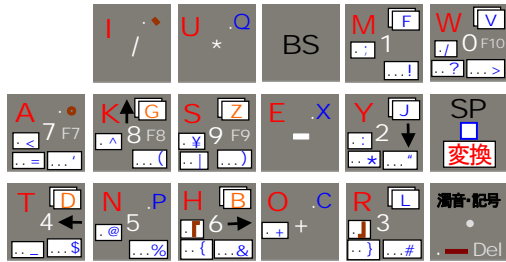 I . ゛ /
U .Q *
BS
M F . ; 1 ...!
W V ./ 0 F10 ..? ...>
A .° 7 F7 . < .. = ...‘
K ↑ G . ^ 8 F8 ...(
S Z . ¥ 9 F9 ..| ...)
E .X -
Y J . : 2 ↓ ..* ...“
SP 変換
T D 4 ← .. _ ...$
N .P . @ 5 ...%
H B .「 6 → .. { ...&
O .C . + +
R L .」 3 .. } ...#
濁音・記号 . .ー Del